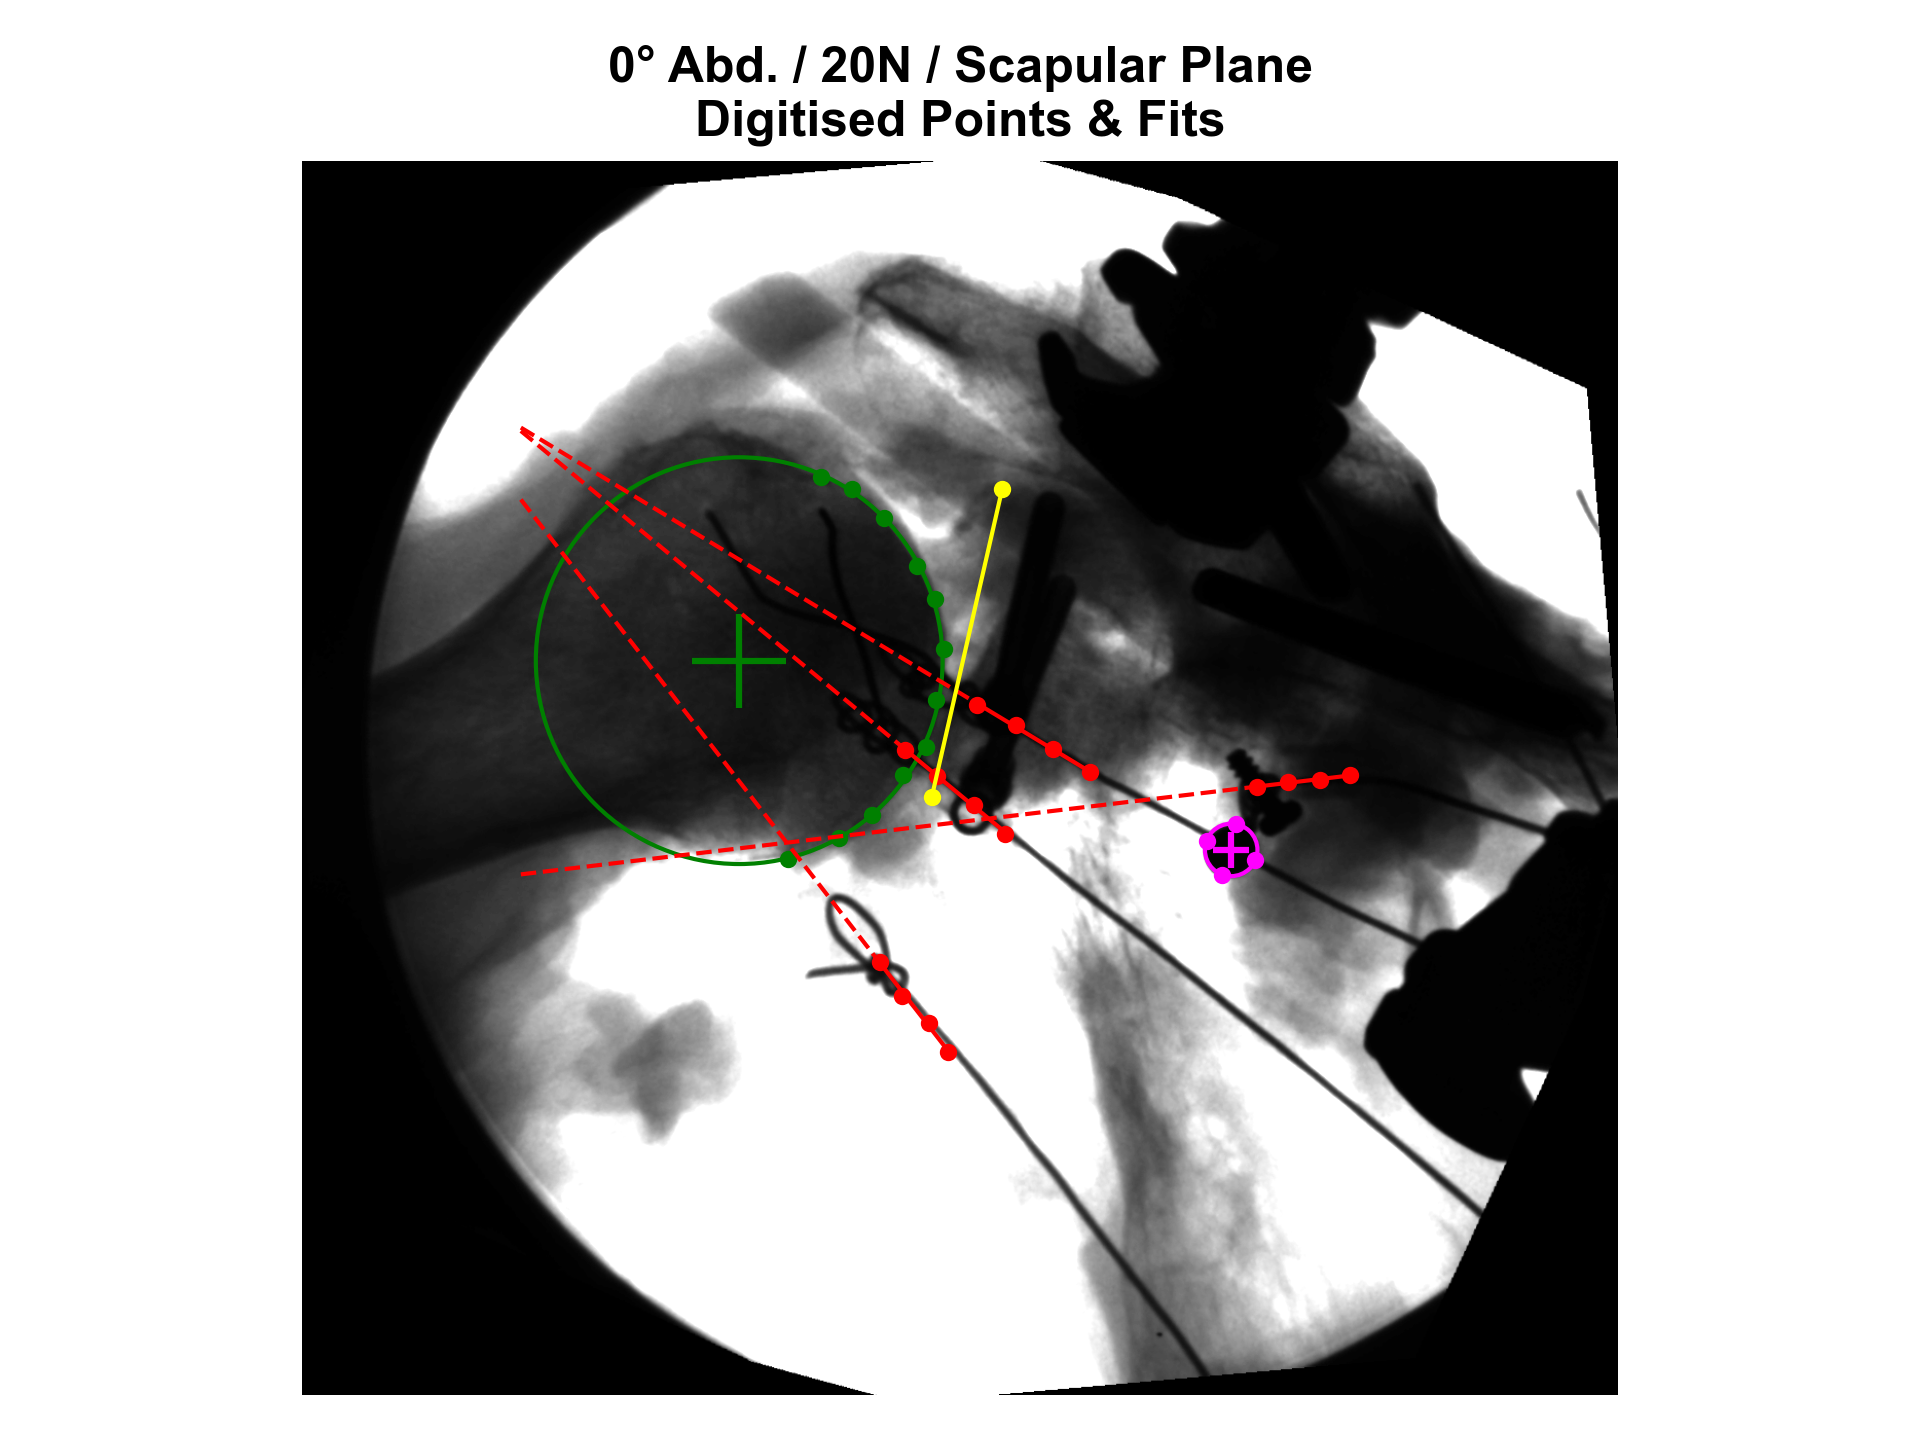 0° Abd. / 20N / Scapular Plane
Digitised Points & Fits